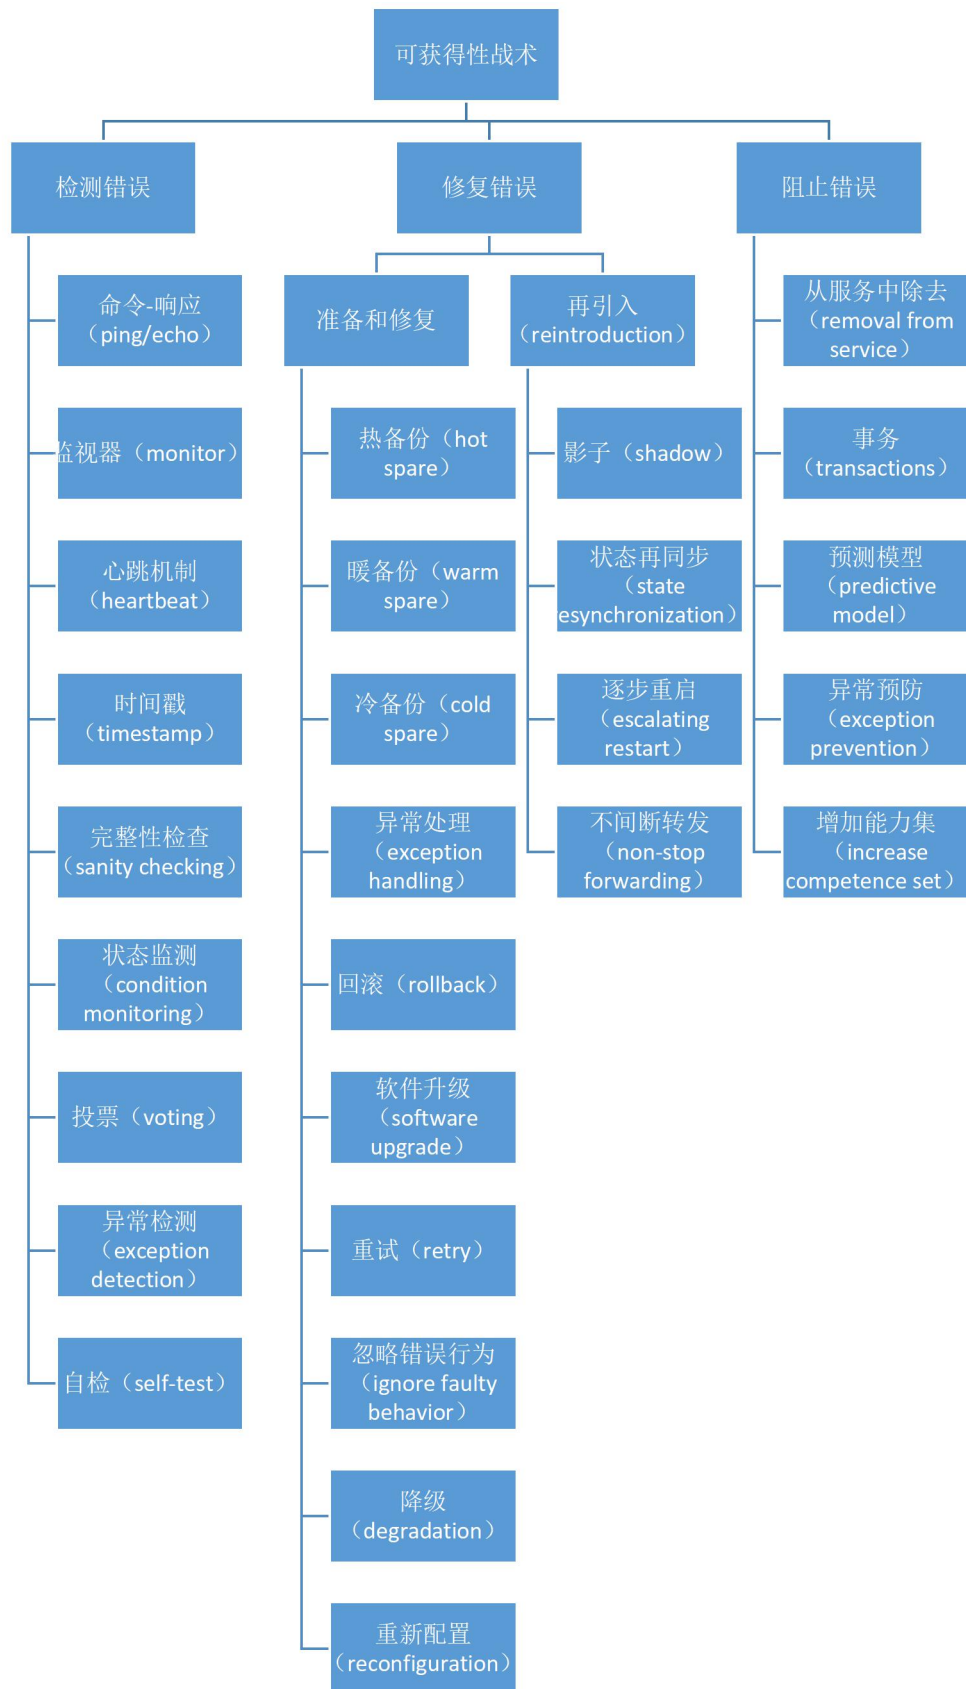 可获得性战术
检测错误
命令-响应
（ping/echo）
监视器（monitor）
心跳机制
（heartbeat）
时间戳
（timestamp）
完整性检查
（sanity checking）
状态监测
（condition
monitoring）
投票（voting）
异常检测
（exception
detection）
自检（self-test）
修复错误
准备和修复
热备份（hot
spare）
暖备份（warm
spare）
冷备份（cold
spare）
异常处理
（exception
handling）
回滚（rollback）
软件升级
（software
upgrade）
重试（retry）
忽略错误行为
（ignore faulty
behavior）
降级
（degradation）
重新配置
（reconfiguration）
再引入
（reintroduction）
影子（shadow）
状态再同步
（state
esynchronization）
逐步重启
（escalating
restart）
不间断转发
（non-stop
forwarding）
阻止错误
从服务中除去
（removal from
service）
事务
（transactions）
预测模型
（predictive
model）
异常预防
（exception
prevention）
增加能力集
（increase
competence set）